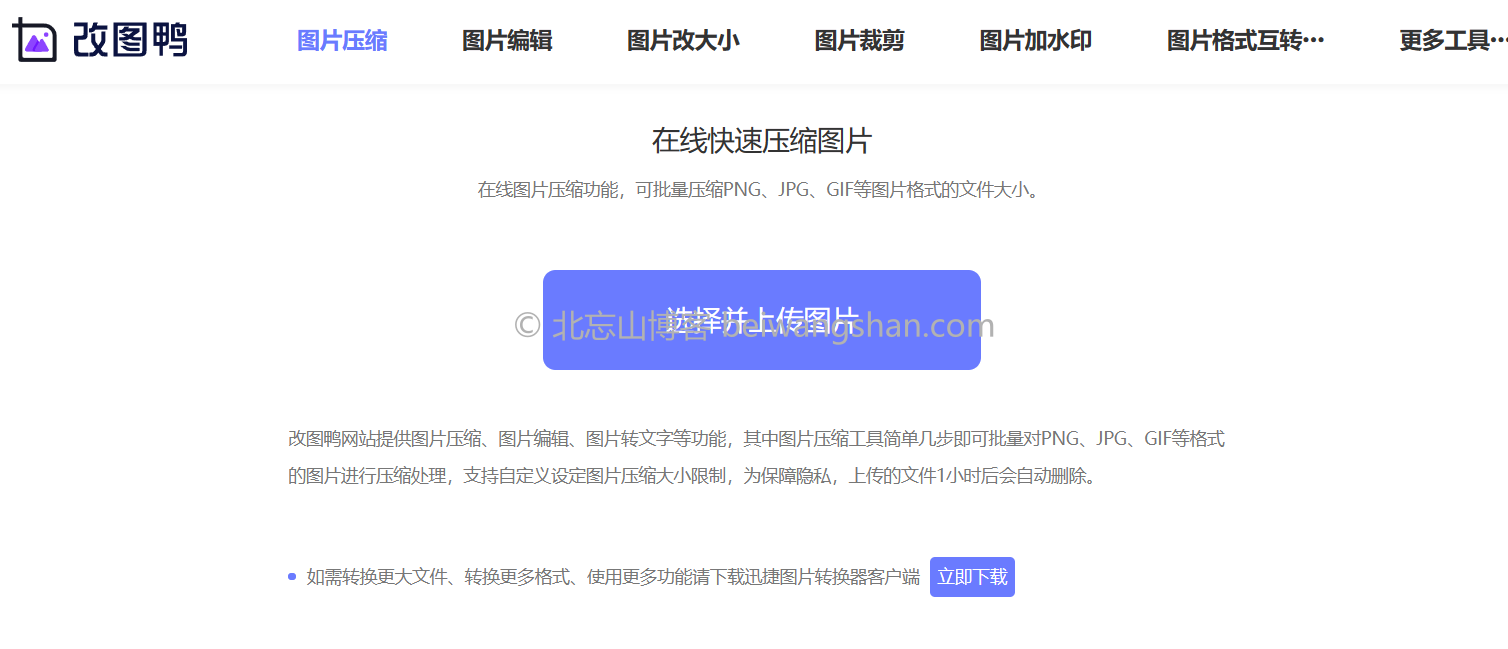 改图鸭
图片压缩
图片编辑
图片改大小
图片裁剪
图片加水印
图片格式互转···
更多工具···
在线快速压缩图片
在线图片压缩功能，可批量压缩PNG、JPG、GIF等图片格式的文件大小。
选择并上传图片
© 北忘山博客 beiwangshan.com
改图鸭网站提供图片压缩、图片编辑、图片转文字等功能，其中图片压缩工具简单几步即可批量对PNG、JPG、GIF等格式
的图片进行压缩处理，支持自定义设定图片压缩大小限制，为保障隐私，上传的文件1小时后会自动删除。
如需转换更大文件、转换更多格式、使用更多功能请下载迅捷图片转换器客户端
立即下载